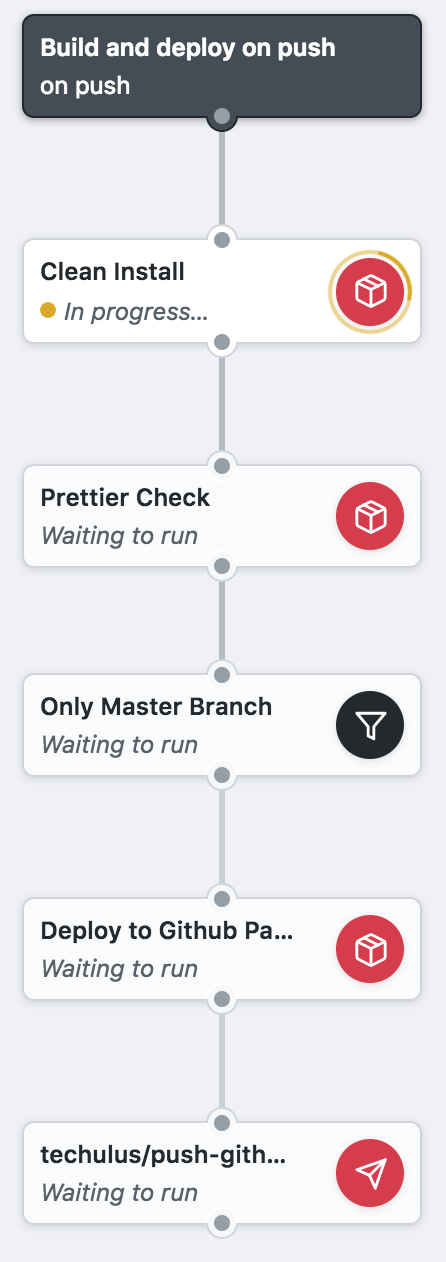 Build and deploy on push
on push
Clean Install
In progress...
Prettier Check
Waiting to run
Only Master Branch
Waiting to run
Deploy to Github Pa...
Waiting to run
techulus/push-gith...
Waiting to run